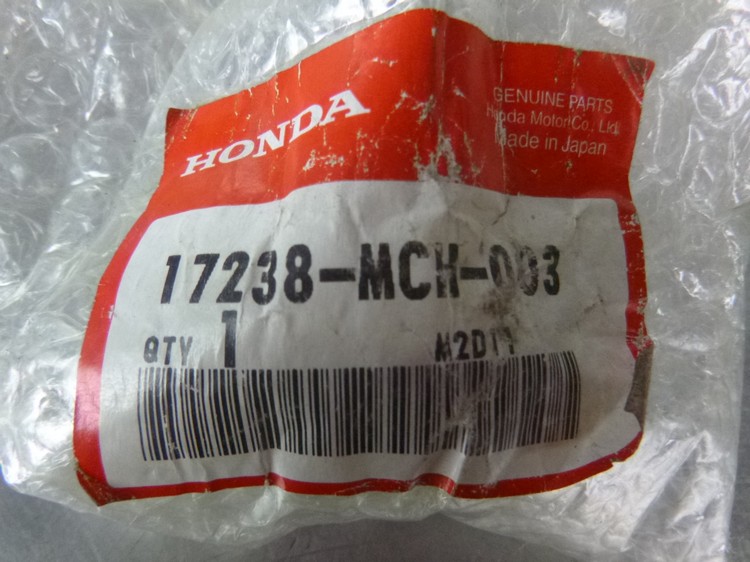 HONDA
GENUINE PARTS
Honda Motor Co., Ltd.
Made in Japan
17238-MCH-003
QTY 1